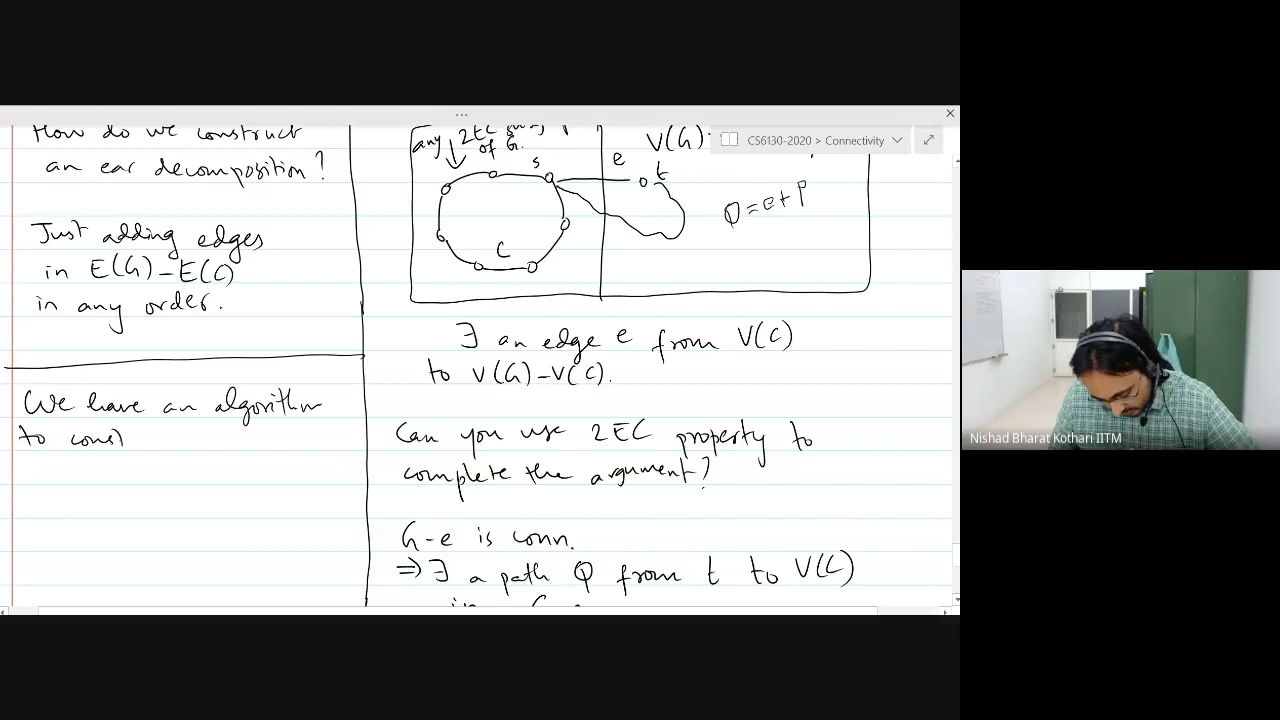 How do we construct
an ear decomposition?
Just adding edges
in E(G)-E(C)
in any order.
We have an algorithm
to const
any 2EC
of G.
s
e
t
C
V(G)
Q=e+P
∃ an edge e from V(C)
to V(G)-V(C).
Can you use 2EC property to
complete the argument?
G-e is conn.
⇒ ∃ a path Q from t to V(C)
in
CS6130-2020 > Connectivity
Nishad Bharat Kothari IITM